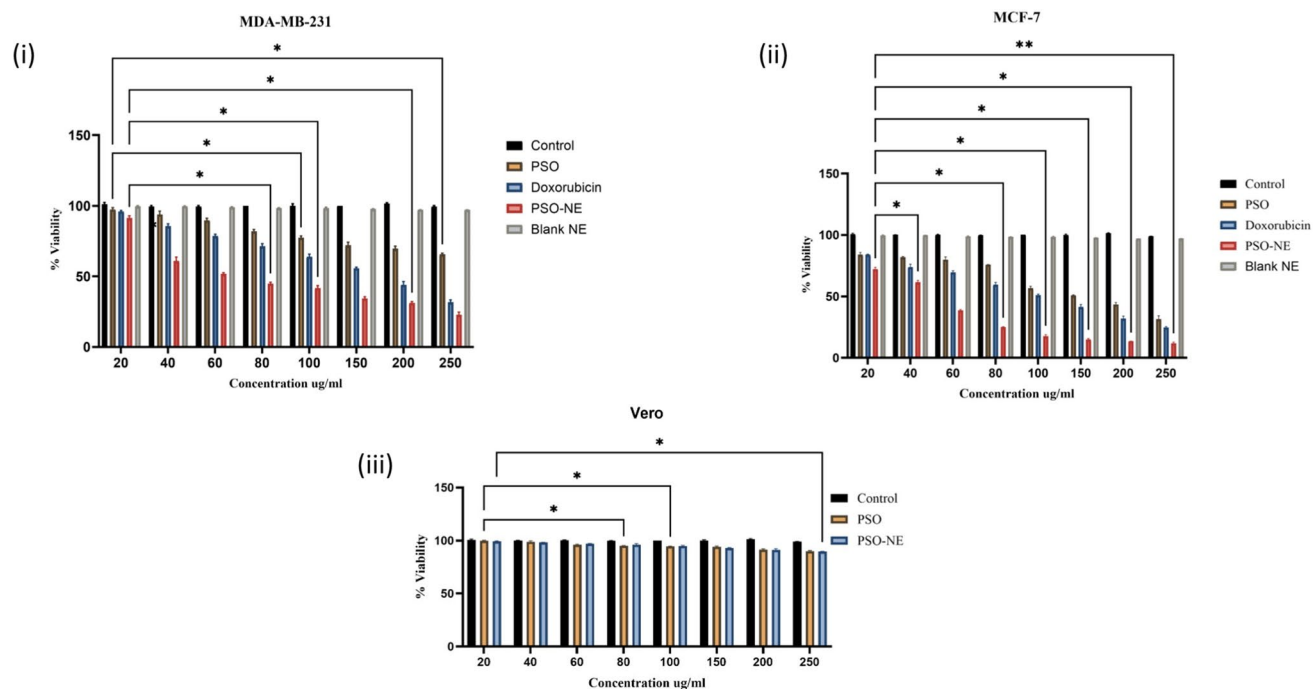 MDA-MB-231
(i)
*
*
*
*
*
150
100
50
0
% Viability
20 40 60 80 100 150 200 250
Concentration ug/ml
Control
PSO
Doxorubicin
PSO-NE
Blank NE
MCF-7
(ii)
**
*
*
*
*
*
150
100
50
0
% Viability
20 40 60 80 100 150 200 250
Concentration ug/ml
Control
PSO
Doxorubicin
PSO-NE
Blank NE
Vero
(iii)
*
*
*
150
100
50
0
% Viability
20 40 60 80 100 150 200 250
Concentration ug/ml
Control
PSO
PSO-NE